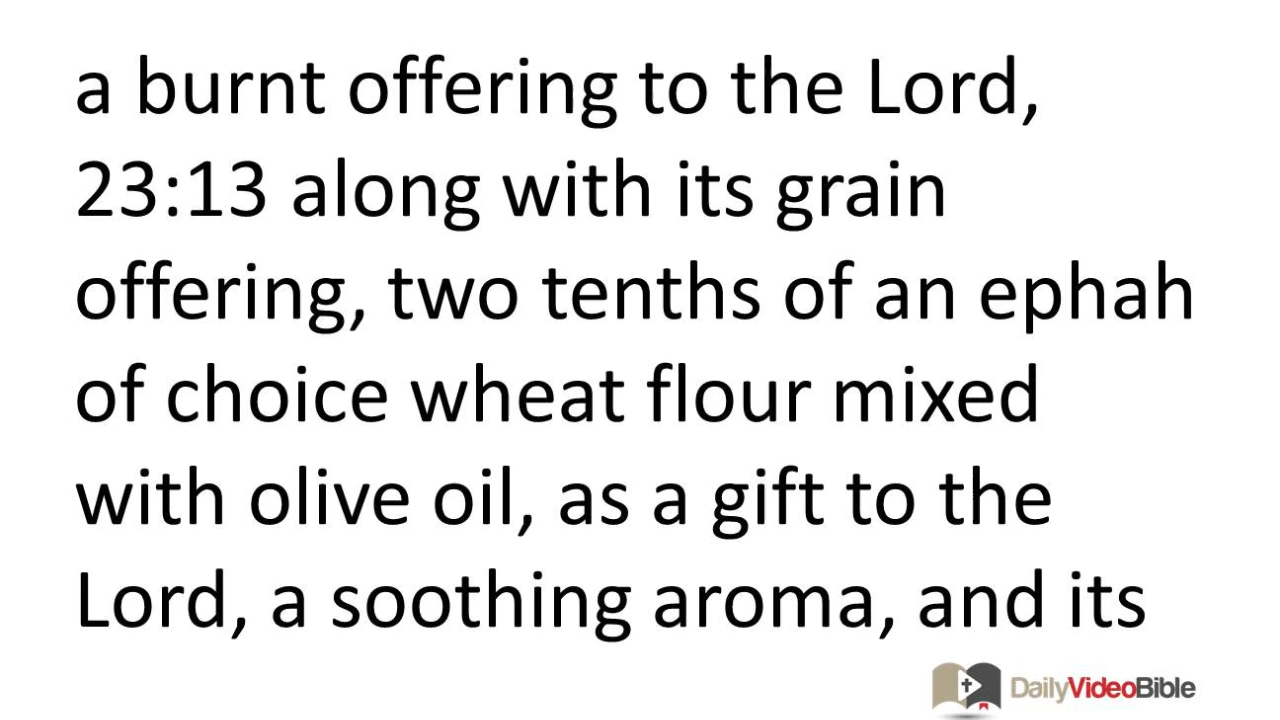 a burnt offering to the Lord,
23:13 along with its grain
offering, two tenths of an ephah
of choice wheat flour mixed
with olive oil, as a gift to the
Lord, a soothing aroma, and its
DailyVideoBible